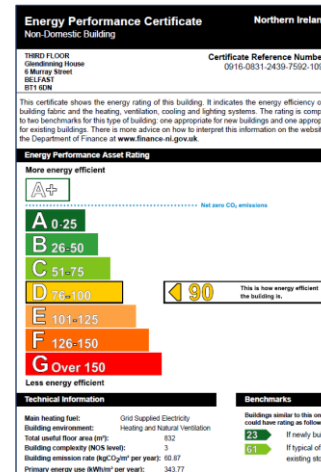 Energy Performance Certificate
Northern Irelan
Non-Domestic Building
THIRD FLOOR
Glendinning House
6 Murray Street
BELFAST
BT1 6DN
Certificate Reference Numbe
0916-0831-2439-7592-109
This certificate shows the energy rating of this building. It indicates the energy efficiency o
building fabric and the heating, ventilation, cooling and lighting systems. The rating is comp
to two benchmarks for this type of building: one appropriate for new buildings and one approp
for existing buildings. There is more advice on how to interpret this information on the websit
the Department of Finance at www.finance-ni.gov.uk.
Energy Performance Asset Rating
More energy efficient
A+
Net zero CO₂ emissions
A 0-25
B 26-50
C 51-75
D 76-100
90
This is how energy efficient
the building is.
E 101-125
F 126-150
G Over 150
Less energy efficient
Technical Information
Main heating fuel: Grid Supplied Electricity
Building environment: Heating and Natural Ventilation
Total useful floor area (m²): 832
Building complexity (NOS level): 3
Building emission rate (kgCO₂/m² per year): 60.87
Primary energy use (kWh/m² per year): 343.77
Benchmarks
Buildings similar to this on
could have rating as follow
23 If newly bu
61 If typical of
existing sto